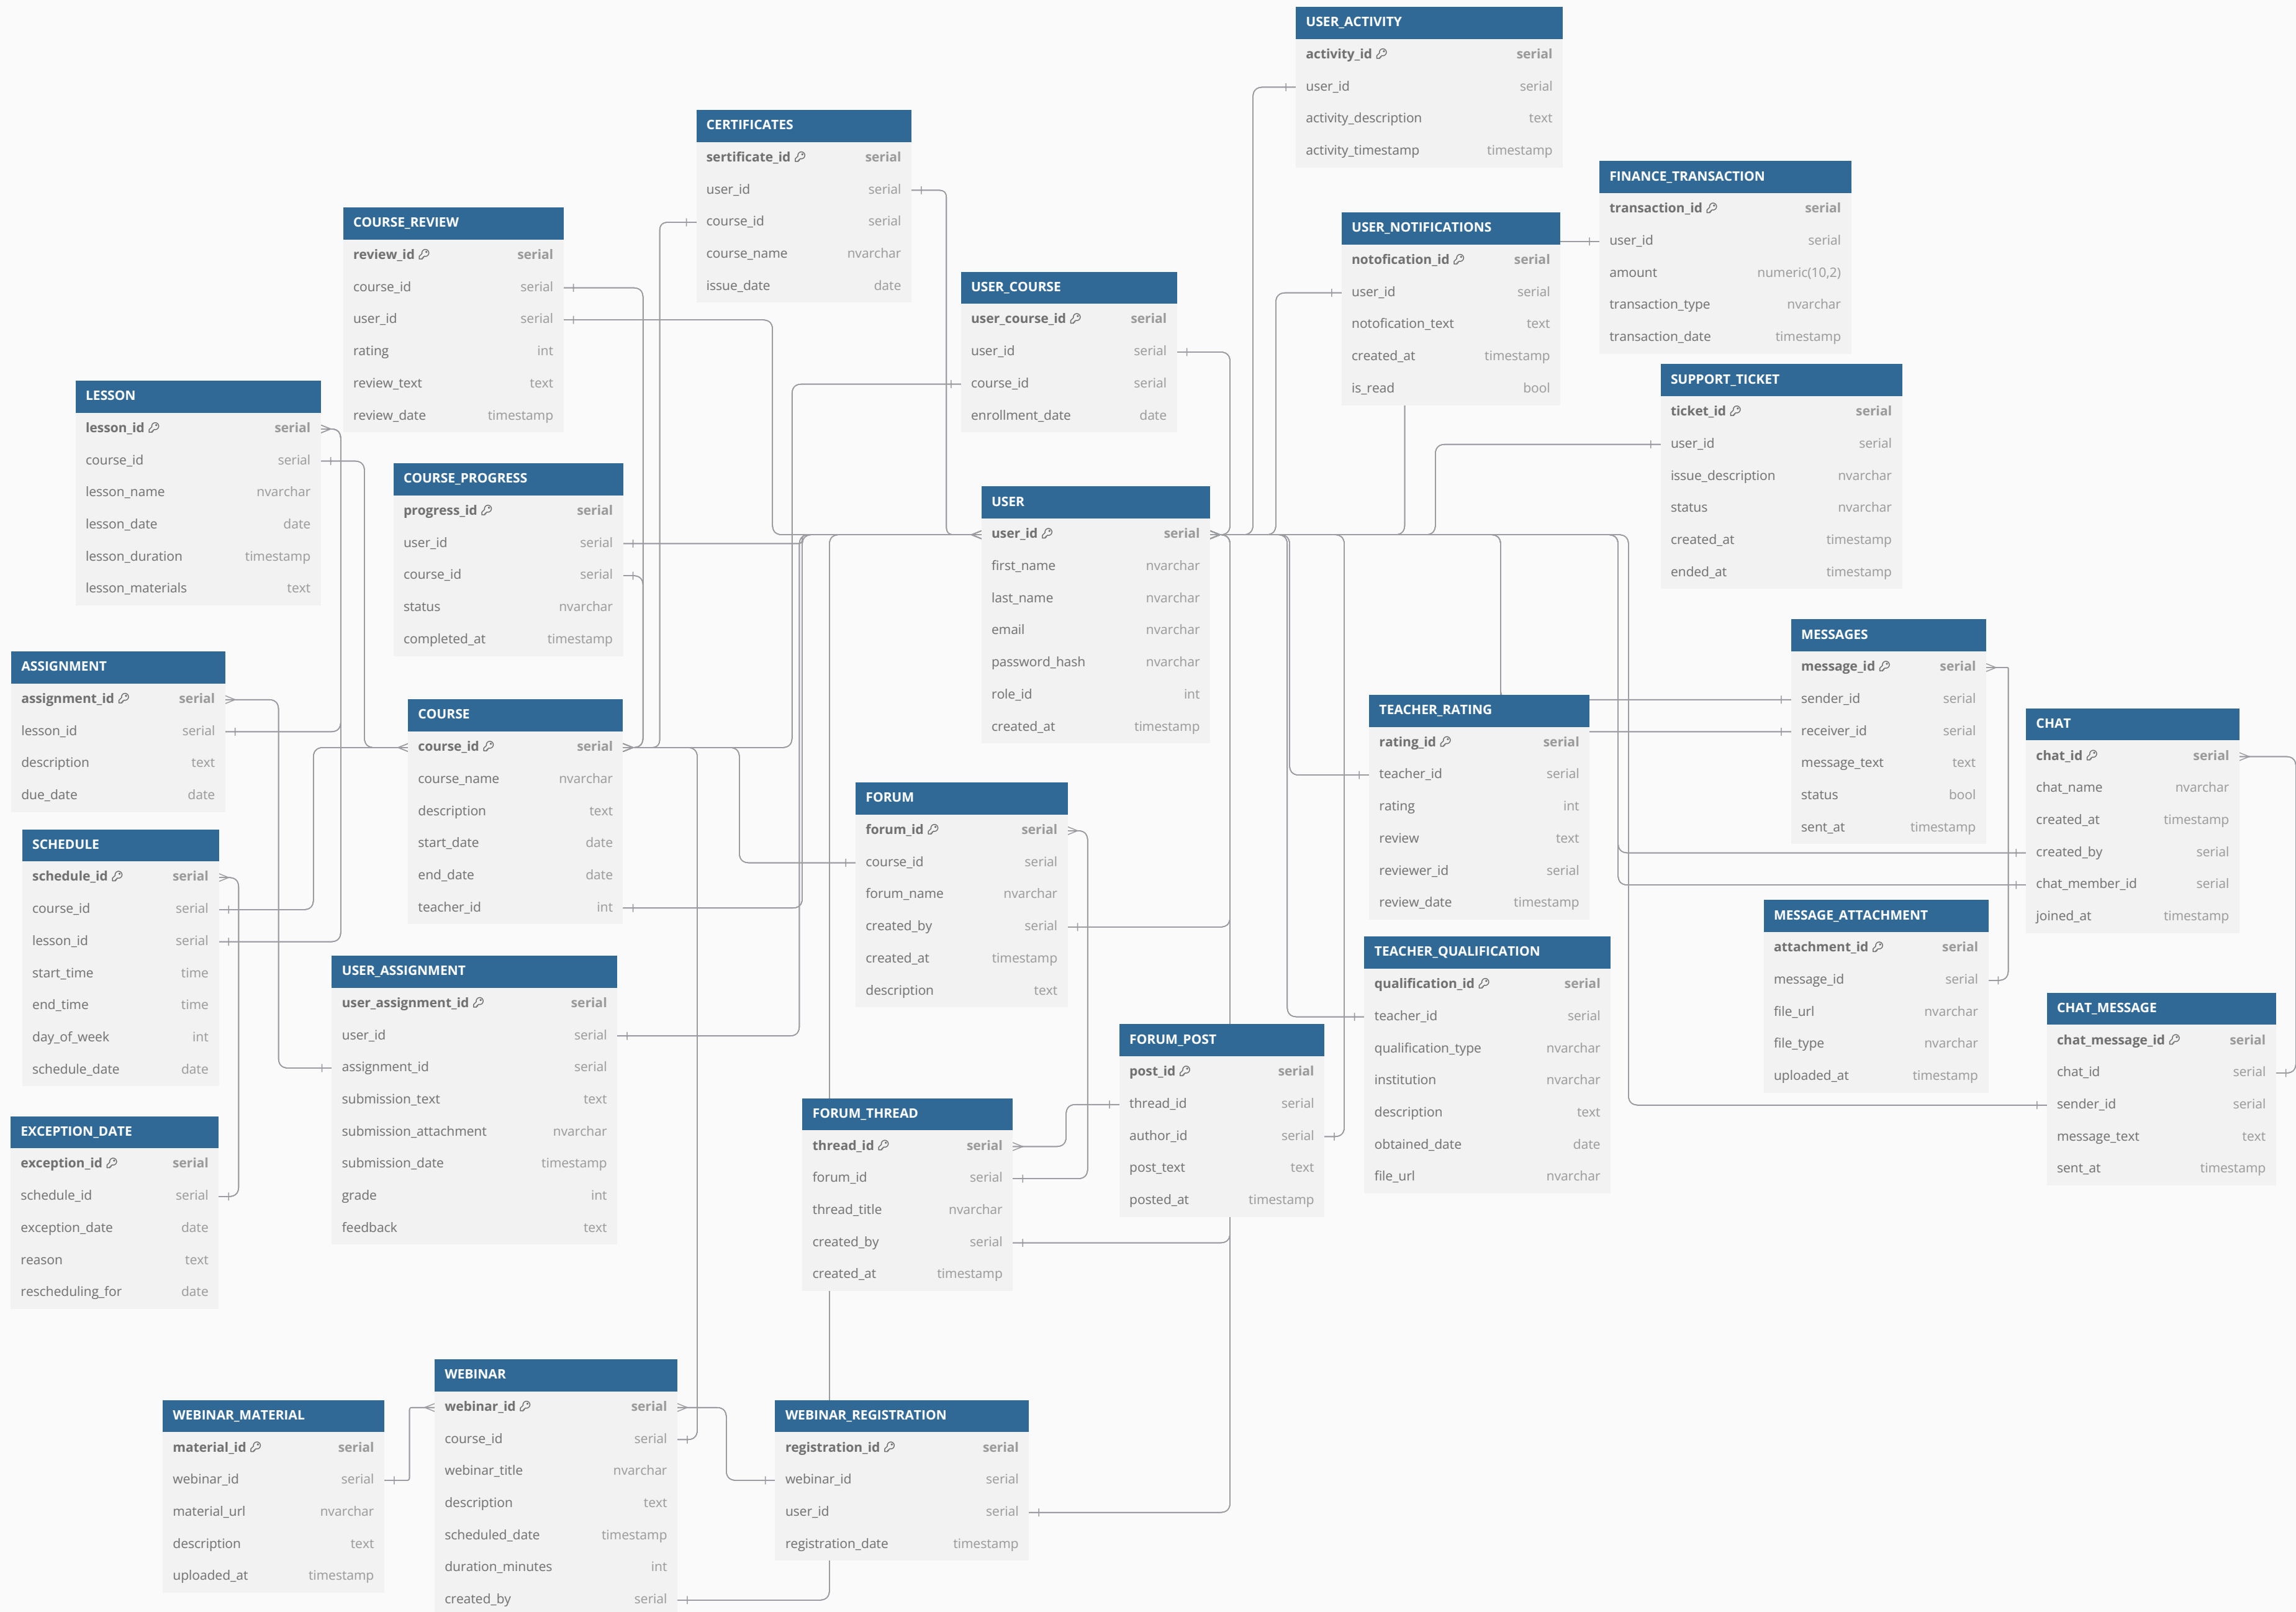 USER_ACTIVITY
activity_id serial
user_id serial
activity_description text
activity_timestamp timestamp
CERTIFICATES
sertificate_id serial
user_id serial
course_id serial
course_name nvarchar
issue_date date
FINANCE_TRANSACTION
transaction_id serial
user_id serial
amount numeric(10,2)
transaction_type nvarchar
transaction_date timestamp
COURSE_REVIEW
review_id serial
course_id serial
user_id serial
rating int
review_text text
review_date timestamp
USER_NOTIFICATIONS
notofication_id serial
user_id serial
notofication_text text
created_at timestamp
is_read bool
USER_COURSE
user_course_id serial
user_id serial
course_id serial
enrollment_date date
SUPPORT_TICKET
ticket_id serial
user_id serial
issue_description nvarchar
status nvarchar
created_at timestamp
ended_at timestamp
LESSON
lesson_id serial
course_id serial
lesson_name nvarchar
lesson_date date
lesson_duration timestamp
lesson_materials text
COURSE_PROGRESS
progress_id serial
user_id serial
course_id serial
status nvarchar
completed_at timestamp
USER
user_id serial
first_name nvarchar
last_name nvarchar
email nvarchar
password_hash nvarchar
role_id int
created_at timestamp
MESSAGES
message_id serial
sender_id serial
receiver_id serial
message_text text
status bool
sent_at timestamp
ASSIGNMENT
assignment_id serial
lesson_id serial
description text
due_date date
COURSE
course_id serial
course_name nvarchar
description text
start_date date
end_date date
teacher_id int
TEACHER_RATING
rating_id serial
teacher_id serial
rating int
review text
reviewer_id serial
review_date timestamp
CHAT
chat_id serial
chat_name nvarchar
created_at timestamp
created_by serial
chat_member_id serial
joined_at timestamp
FORUM
forum_id serial
course_id serial
forum_name nvarchar
created_by serial
created_at timestamp
description text
SCHEDULE
schedule_id serial
course_id serial
lesson_id serial
start_time time
end_time time
day_of_week int
schedule_date date
MESSAGE_ATTACHMENT
attachment_id serial
message_id serial
file_url nvarchar
file_type nvarchar
uploaded_at timestamp
TEACHER_QUALIFICATION
qualification_id serial
teacher_id serial
qualification_type nvarchar
institution nvarchar
description text
obtained_date date
file_url nvarchar
USER_ASSIGNMENT
user_assignment_id serial
user_id serial
assignment_id serial
submission_text text
submission_attachment nvarchar
submission_date timestamp
grade int
feedback text
CHAT_MESSAGE
chat_message_id serial
chat_id serial
sender_id serial
message_text text
sent_at timestamp
FORUM_POST
post_id serial
thread_id serial
author_id serial
post_text text
posted_at timestamp
FORUM_THREAD
thread_id serial
forum_id serial
thread_title nvarchar
created_by serial
created_at timestamp
EXCEPTION_DATE
exception_id serial
schedule_id serial
exception_date date
reason text
rescheduling_for date
WEBINAR
webinar_id serial
course_id serial
webinar_title nvarchar
description text
scheduled_date timestamp
duration_minutes int
created_by serial
WEBINAR_MATERIAL
material_id serial
webinar_id serial
material_url nvarchar
description text
uploaded_at timestamp
WEBINAR_REGISTRATION
registration_id serial
webinar_id serial
user_id serial
registration_date timestamp